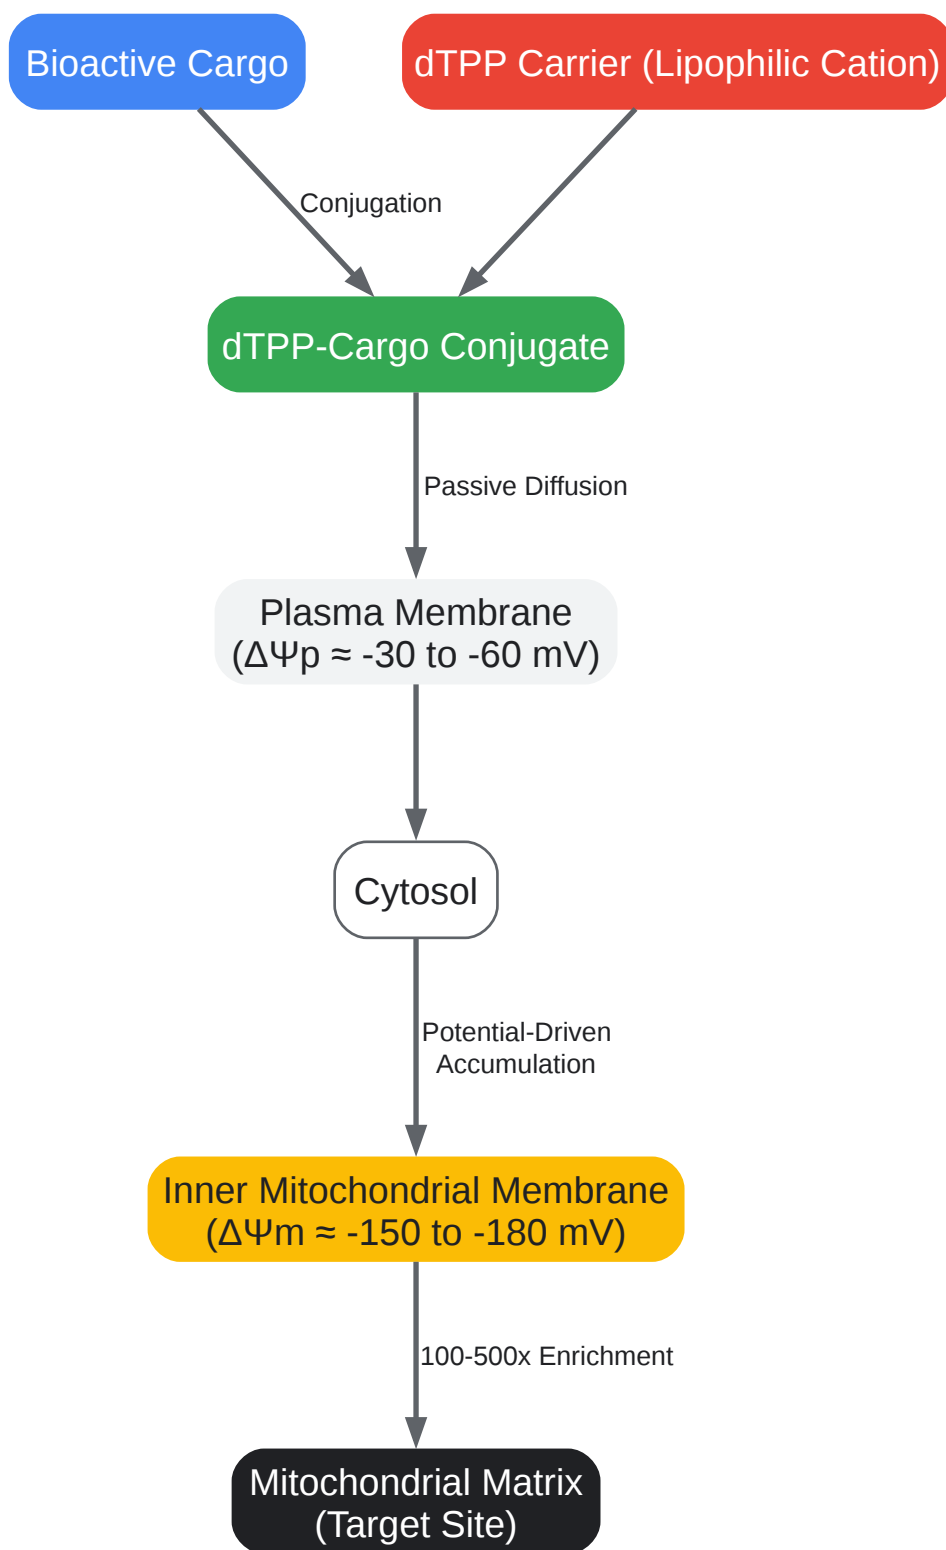 Bioactive Cargo
dTPP Carrier (Lipophilic Cation)
Conjugation
dTPP-Cargo Conjugate
Passive Diffusion
Plasma Membrane
(ΔΨp ≈ -30 to -60 mV)
Cytosol
Potential-Driven
Accumulation
Inner Mitochondrial Membrane
(ΔΨm ≈ -150 to -180 mV)
100-500x Enrichment
Mitochondrial Matrix
(Target Site)